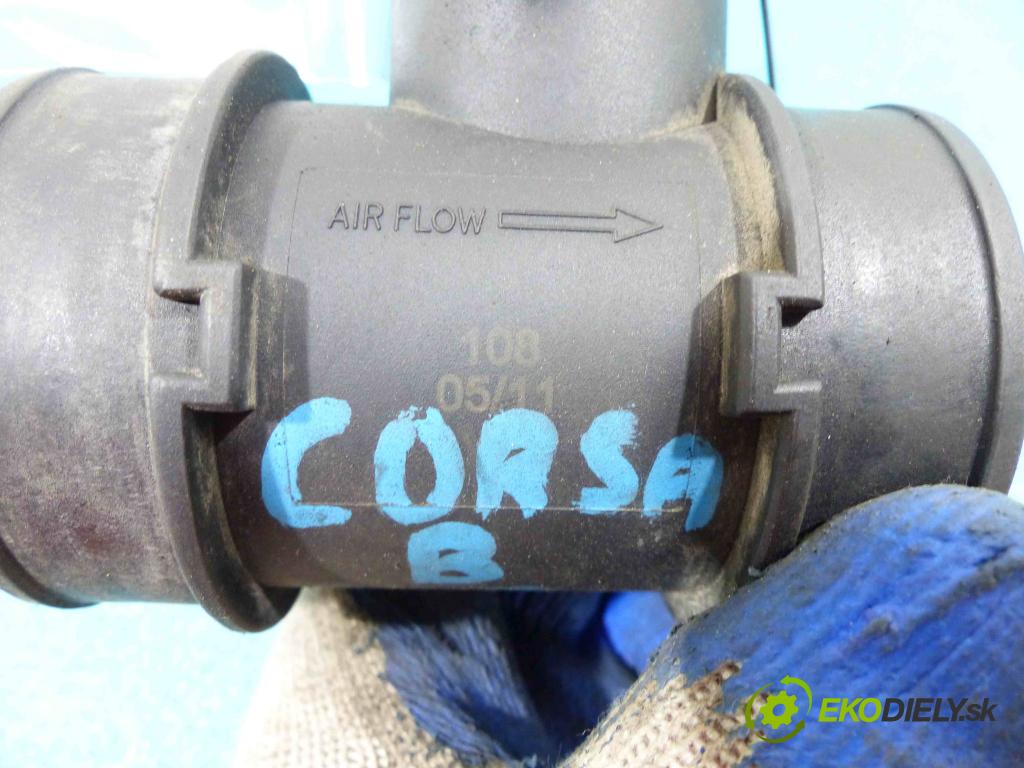 AIR FLOW
108
05/11
CORSA
B
EKODIELY.sk